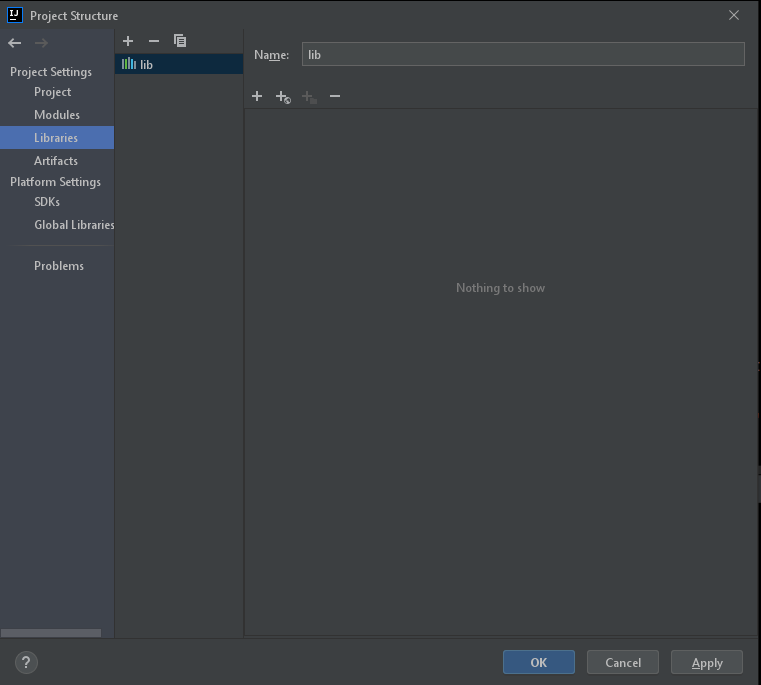 IJ Project Structure
Project Settings
Project
Modules
Libraries
Artifacts
Platform Settings
SDKs
Global Libraries
Problems
lib
Name: lib
Nothing to show
? OK Cancel Apply